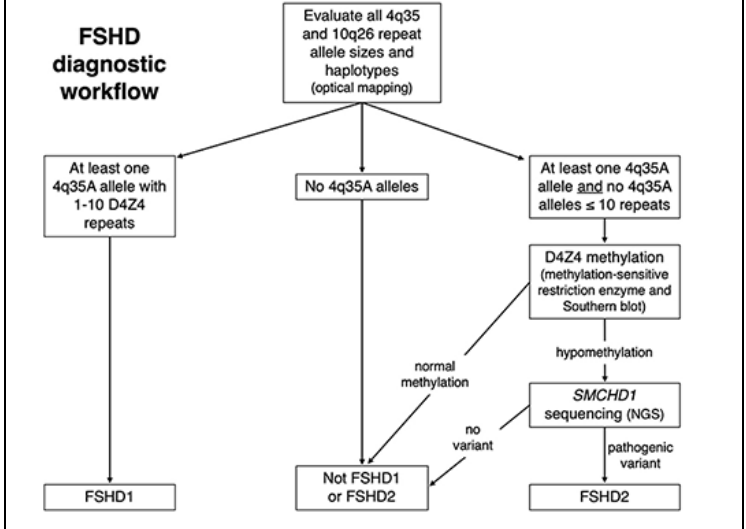 FSHD
diagnostic
workflow
Evaluate all 4q35
and 10q26 repeat
allele sizes and
haplotypes
(optical mapping)
At least one
4q35A allele with
1-10 D4Z4
repeats
No 4q35A alleles
At least one 4q35A
allele and no 4q35A
alleles ≤ 10 repeats
D4Z4 methylation
(methylation-sensitive
restriction enzyme and
Southern blot)
normal
methylation
hypomethylation
SMCHD1
sequencing (NGS)
no
variant
pathogenic
variant
FSHD1
Not FSHD1
or FSHD2
FSHD2